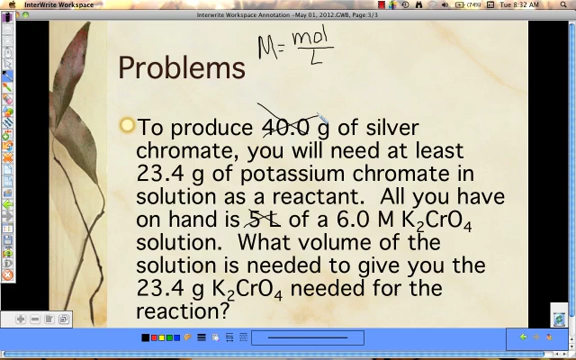 InterWrite Workspace
(74%)
Tue 8:32 AM
InterWrite Workspace Annotation -May 01, 2012.GWB, Page:3/3
M = mol
L
Problems
To produce 40.0 g of silver
chromate, you will need at least
23.4 g of potassium chromate in
solution as a reactant. All you have
on hand is 5 L of a 6.0 M K2CrO4
solution. What volume of the
solution is needed to give you the
23.4 g K2CrO4 needed for the
reaction?